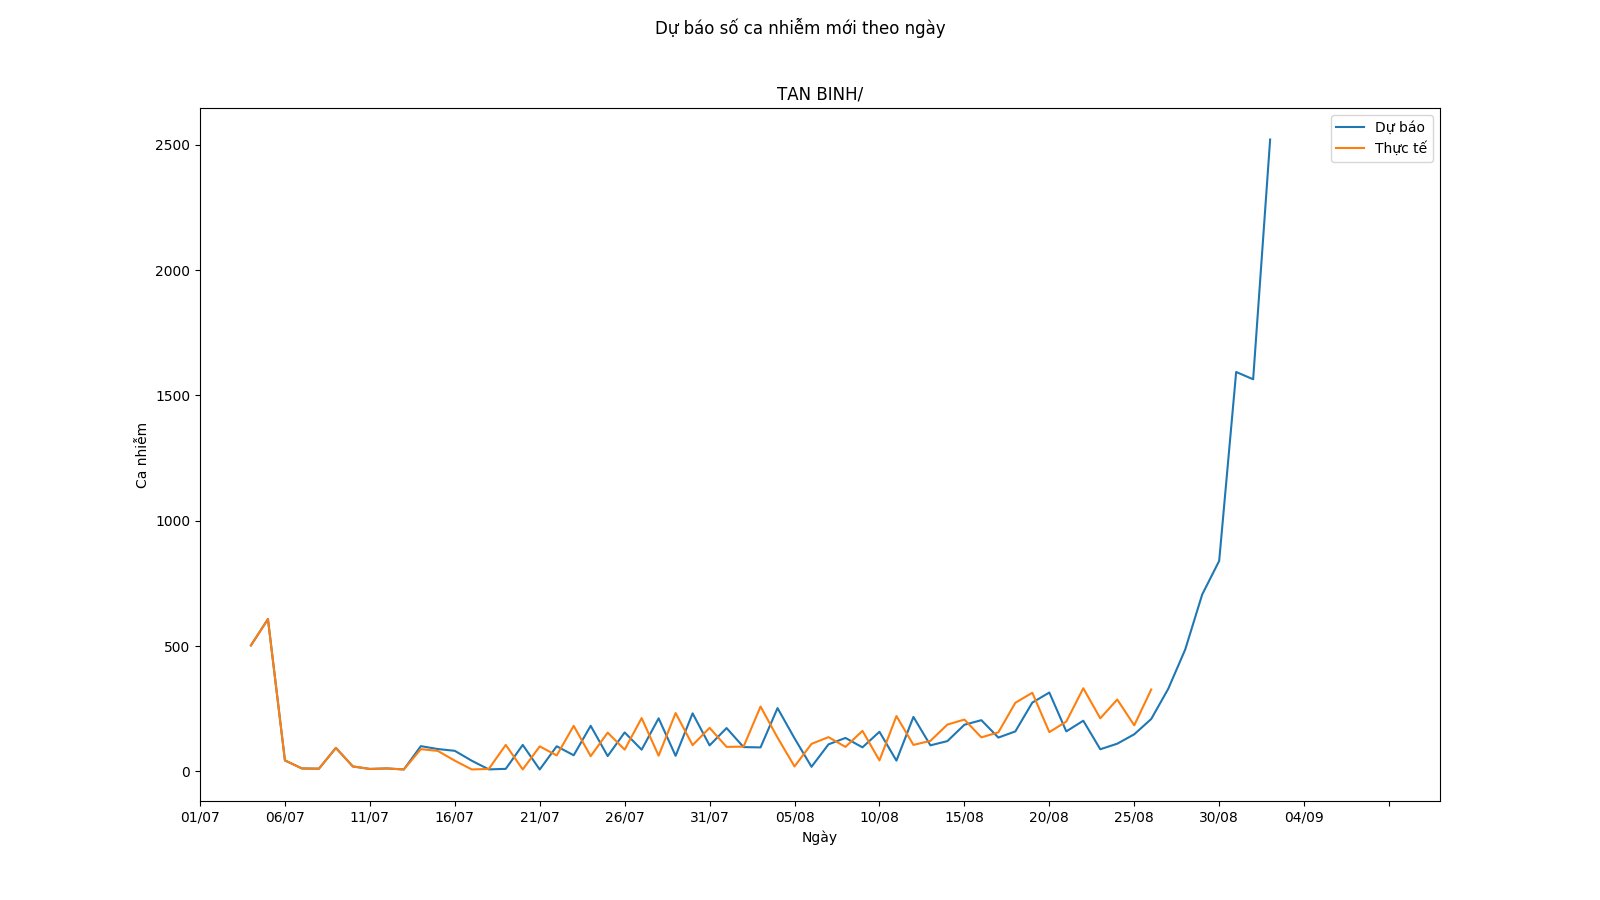 Dự báo số ca nhiễm mới theo ngày
TAN BINH/
Dự báo
Thực tế
2500
2000
1500
1000
500
0
Ca nhiễm
01/07 06/07 11/07 16/07 21/07 26/07 31/07 05/08 10/08 15/08 20/08 25/08 30/08 04/09
Ngày